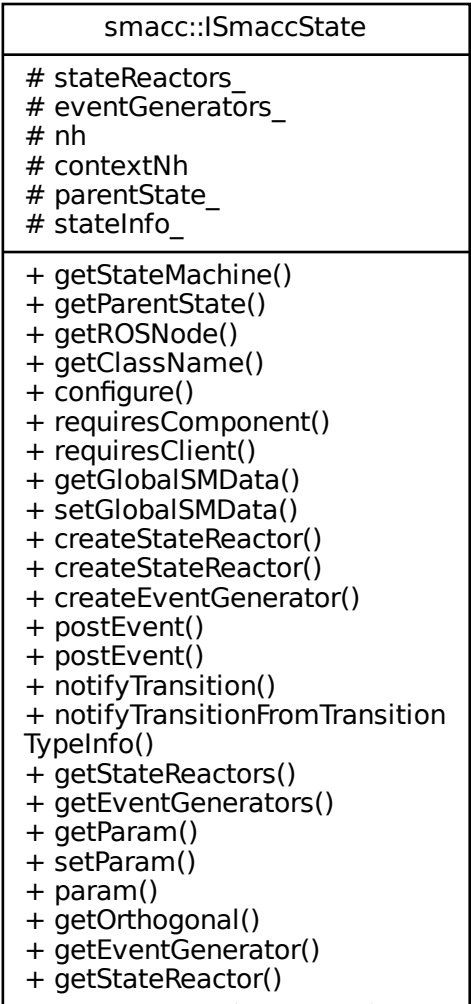 smacc::ISmaccState
# stateReactors_
# eventGenerators_
# nh
# contextNh
# parentState_
# stateInfo_
+ getStateMachine()
+ getParentState()
+ getROSNode()
+ getClassName()
+ configure()
+ requiresComponent()
+ requiresClient()
+ getGlobalSMData()
+ setGlobalSMData()
+ createStateReactor()
+ createStateReactor()
+ createEventGenerator()
+ postEvent()
+ postEvent()
+ notifyTransition()
+ notifyTransitionFromTransition
TypeInfo()
+ getStateReactors()
+ getEventGenerators()
+ getParam()
+ setParam()
+ param()
+ getOrthogonal()
+ getEventGenerator()
+ getStateReactor()